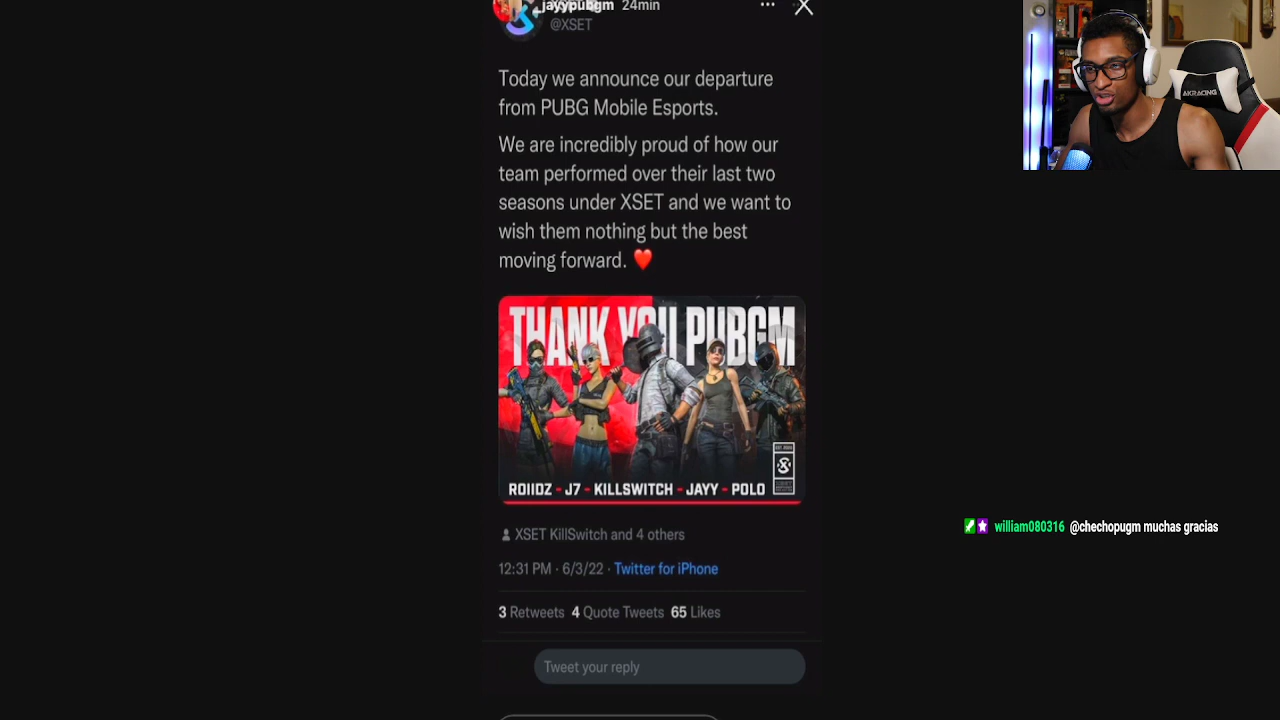 jayypubgm 24min
@XSET
Today we announce our departure
from PUBG Mobile Esports.
We are incredibly proud of how our
team performed over their last two
seasons under XSET and we want to
wish them nothing but the best
moving forward. ❤️
THANK YOU PUBGM
ROIIDZ - J7 - KILLSWITCH - JAYY - POLO
XSET KillSwitch and 4 others
12:31 PM · 6/3/22 · Twitter for iPhone
3 Retweets 4 Quote Tweets 65 Likes
Tweet your reply
AKRACING
william080316 @chechopugm muchas gracias